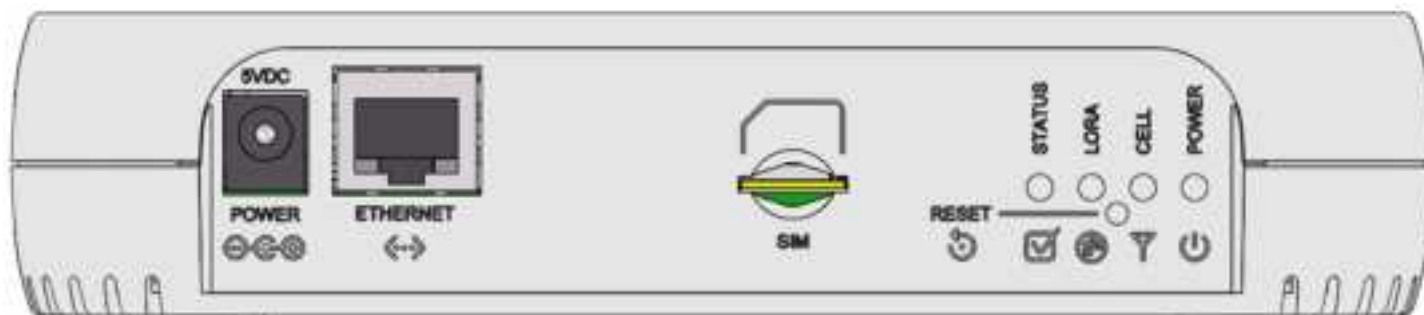 5VDC
POWER
ETHERNET
SIM
RESET
STATUS
LORA
CELL
POWER